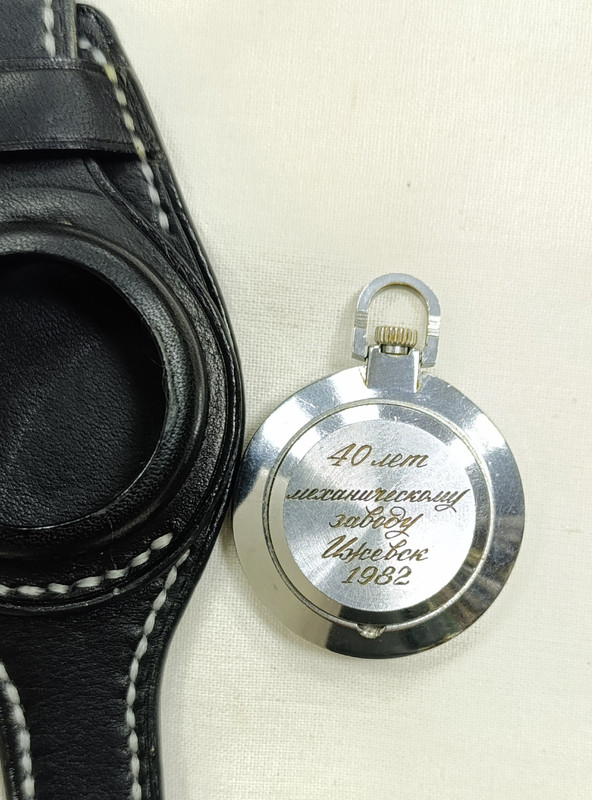 40 лет
механическому
заводу
Ижевск
1982